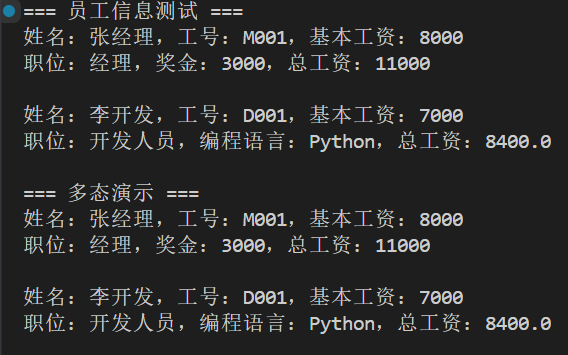 === 员工信息测试 ===
姓名：张经理，工号：M001，基本工资：8000
职位：经理，奖金：3000，总工资：11000
姓名：李开发，工号：D001，基本工资：7000
职位：开发人员，编程语言：Python，总工资：8400.0
=== 多态演示 ===
姓名：张经理，工号：M001，基本工资：8000
职位：经理，奖金：3000，总工资：11000
姓名：李开发，工号：D001，基本工资：7000
职位：开发人员，编程语言：Python，总工资：8400.0